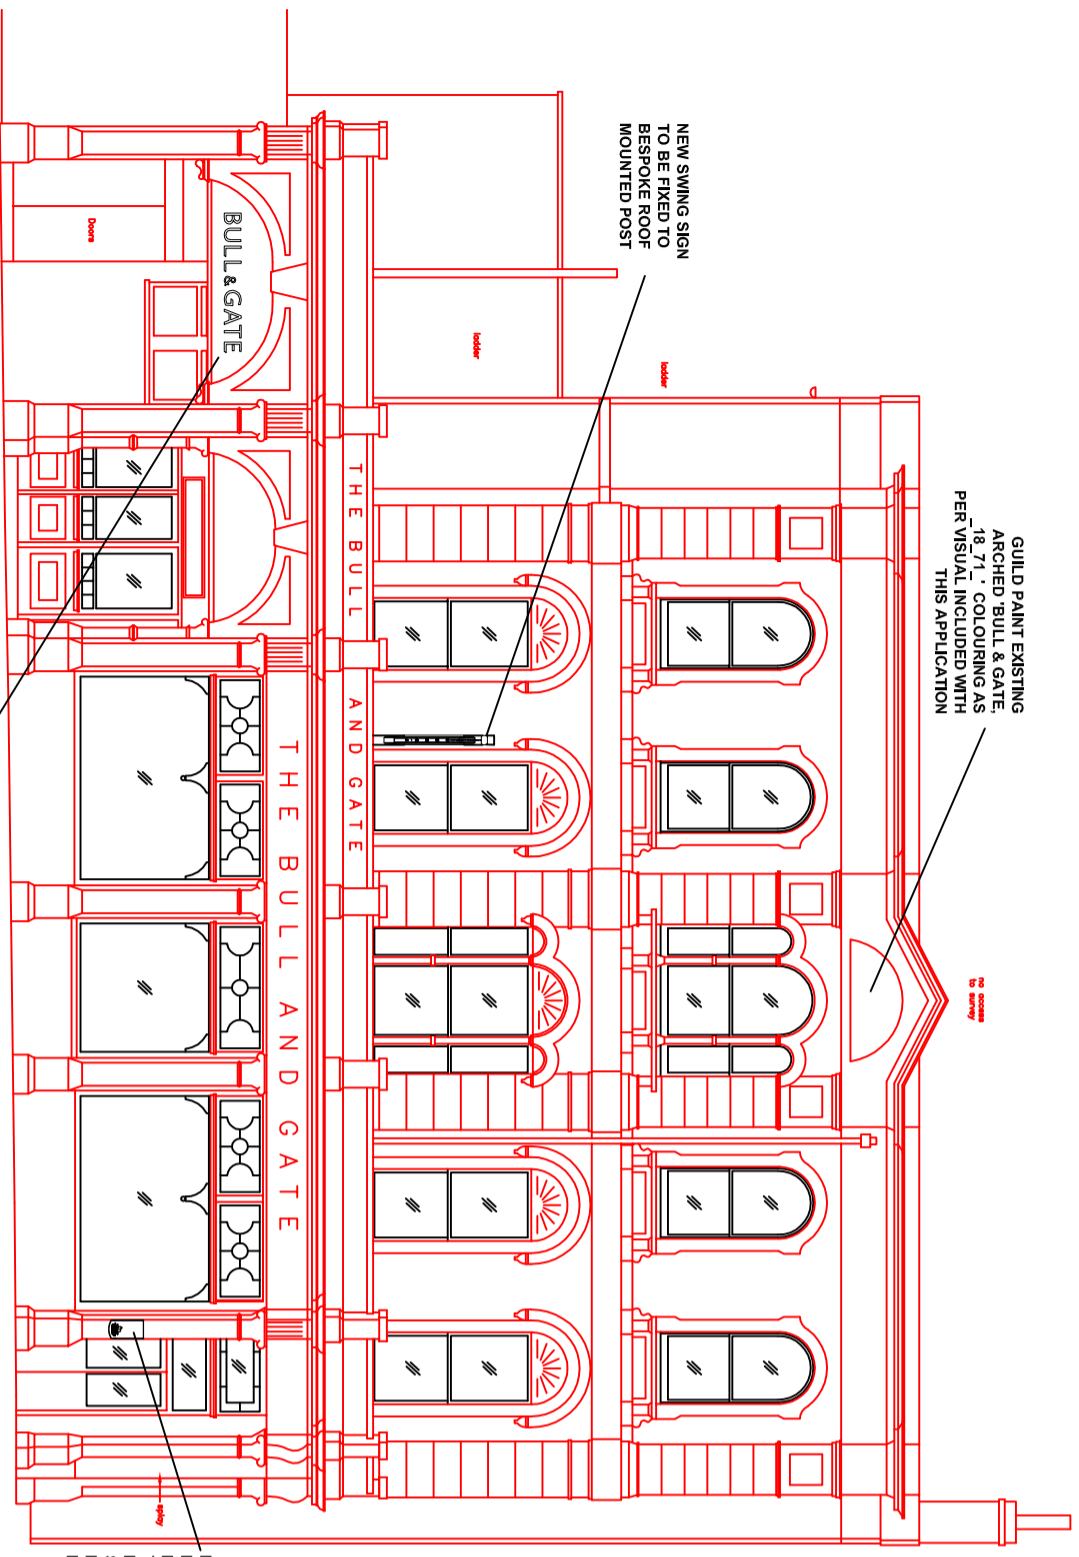 GUILD PAINT EXISTING
ARCHED 'BULL & GATE,
_18_71_' COLOURING AS
PER VISUAL INCLUDED WITH
THIS APPLICATION
no access
to survey
NEW SWING SIGN
TO BE FIXED TO
BESPOKE ROOF
MOUNTED POST
ladder
ladder
THE BULL AND GATE
THE BULL AND GATE
BULL&GATE
Doors
splay